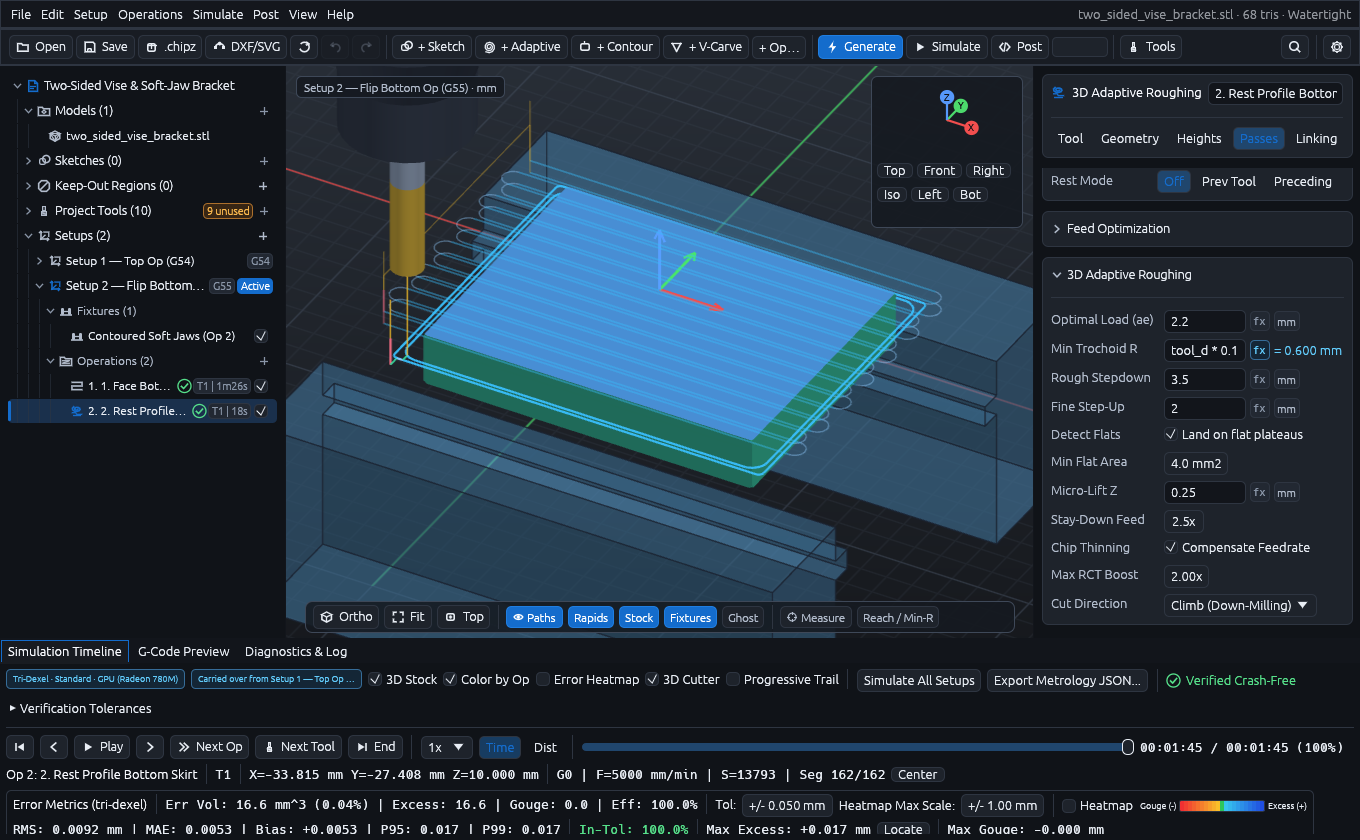 File Edit Setup Operations Simulate Post View Help two_sided_vise_bracket.stl · 68 tris · Watertight
Open Save .chipz DXF/SVG + Sketch + Adaptive + Contour + V-Carve + Op... Generate Simulate Post Tools
Two-Sided Vise & Soft-Jaw Bracket
Models (1) +
two_sided_vise_bracket.stl
Sketches (0) +
Keep-Out Regions (0) +
Project Tools (10) 9 unused +
Setups (2) +
Setup 1 — Top Op (G54) G54
Setup 2 — Flip Bottom... G55 Active
Fixtures (1)
Contoured Soft Jaws (Op 2)
Operations (2) +
1. 1. Face Bot... T1 | 1m26s
2. 2. Rest Profile... T1 | 18s
Setup 2 — Flip Bottom Op (G55) · mm
Z
Y
X
Top Front Right
Iso Left Bot
Ortho Fit Top Paths Rapids Stock Fixtures Ghost Measure Reach / Min-R
3D Adaptive Roughing 2. Rest Profile Bottor
Tool Geometry Heights Passes Linking
Rest Mode Off Prev Tool Preceding
Feed Optimization
3D Adaptive Roughing
Optimal Load (ae) 2.2 fx mm
Min Trochoid R tool_d * 0.1 fx = 0.600 mm
Rough Stepdown 3.5 fx mm
Fine Step-Up 2 fx mm
Detect Flats Land on flat plateaus
Min Flat Area 4.0 mm2
Micro-Lift Z 0.25 fx mm
Stay-Down Feed 2.5x
Chip Thinning Compensate Feedrate
Max RCT Boost 2.00x
Cut Direction Climb (Down-Milling)
Simulation Timeline G-Code Preview Diagnostics & Log
Tri-Dexel · Standard · GPU (Radeon 780M) Carried over from Setup 1 — Top Op ... 3D Stock Color by Op Error Heatmap 3D Cutter Progressive Trail Simulate All Setups Export Metrology JSON... Verified Crash-Free
Verification Tolerances
Play Next Op Next Tool End 1x Time Dist 00:01:45 / 00:01:45 (100%)
Op 2: 2. Rest Profile Bottom Skirt | T1 | X=-33.815 mm Y=-27.408 mm Z=10.000 mm | G0 | F=5000 mm/min | S=13793 | Seg 162/162 Center
Error Metrics (tri-dexel) | Err Vol: 16.6 mm^3 (0.04%) | Excess: 16.6 | Gouge: 0.0 | Eff: 100.0% | Tol: +/- 0.050 mm Heatmap Max Scale: +/- 1.00 mm | Heatmap Gouge (-) Excess (+)
RMS: 0.0092 mm | MAE: 0.0053 | Bias: +0.0053 | P95: 0.017 | P99: 0.017 | In-Tol: 100.0% | Max Excess: +0.017 mm Locate | Max Gouge: -0.000 mm